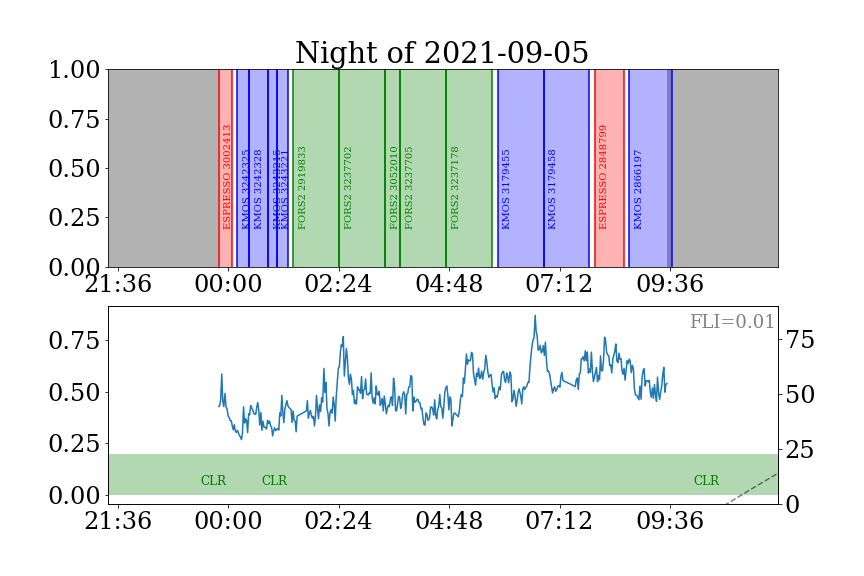 Night of 2021-09-05
1.00
0.75
0.50
0.25
0.00
ESPRESSO 3002413
KMOS 3242325
KMOS 3242328
KMOS 3243215
KMOS 3243221
FORS2 2919833
FORS2 3237702
FORS2 3052010
FORS2 3237705
FORS2 3237178
KMOS 3179455
KMOS 3179458
ESPRESSO 2848799
KMOS 2866197
21:36 00:00 02:24 04:48 07:12 09:36
FLI=0.01
0.75
0.50
0.25
0.00
75
50
25
0
CLR CLR CLR
21:36 00:00 02:24 04:48 07:12 09:36